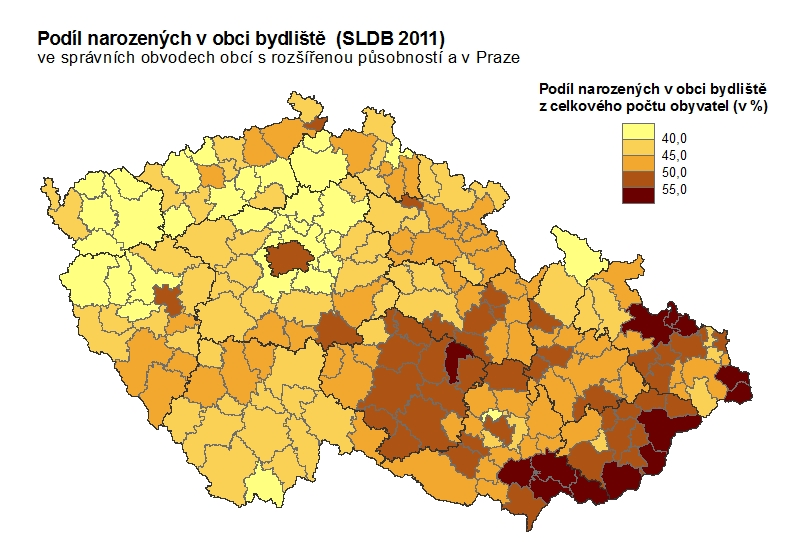 Podíl narozených v obci bydliště  (SLDB 2011)
ve správních obvodech obcí s rozšířenou působností a v Praze
Podíl narozených v obci bydliště
z celkového počtu obyvatel (v %)
40,0
45,0
50,0
55,0